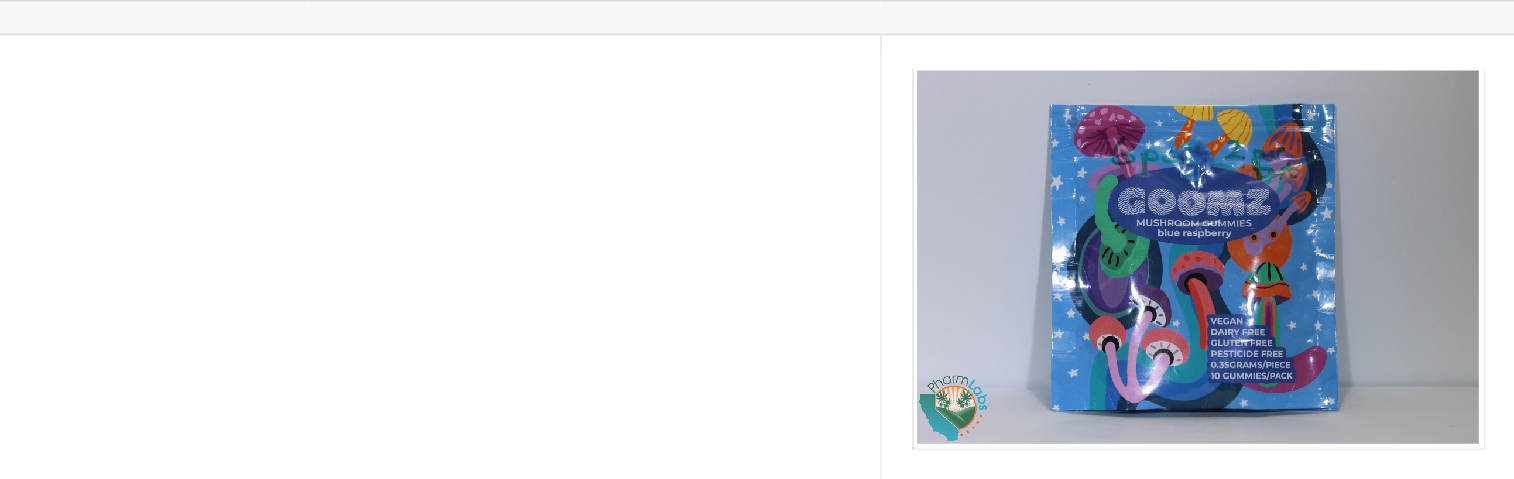 GOOMZ
MUSHROOM GUMMIES
blue raspberry
VEGAN
DAIRY FREE
GLUTEN FREE
PESTICIDE FREE
0.35GRAMS/PIECE
10 GUMMIES/PACK
PharmLabs